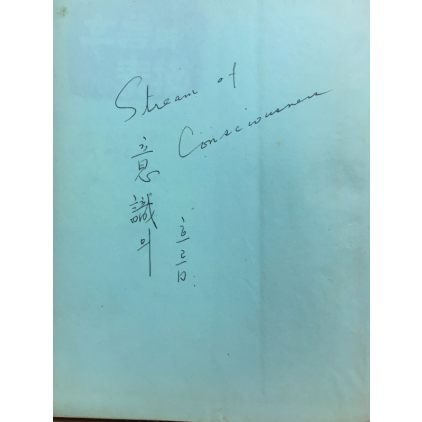 Stream of
Consciousness
意識의
흐름